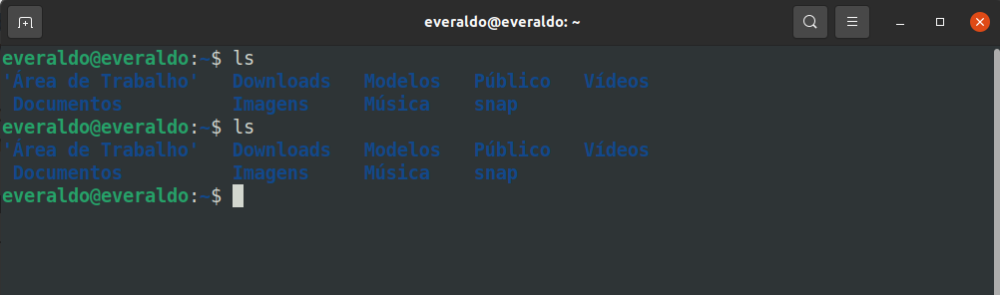 everaldo@everaldo: ~
everaldo@everaldo:~$ ls
'Área de Trabalho'   Downloads   Modelos   Público   Vídeos
 Documentos          Imagens     Música    snap
everaldo@everaldo:~$ ls
'Área de Trabalho'   Downloads   Modelos   Público   Vídeos
 Documentos          Imagens     Música    snap
everaldo@everaldo:~$